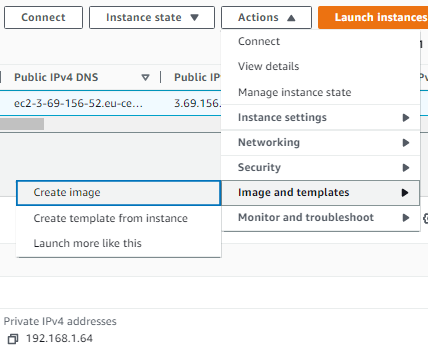 Connect Instance state Actions Launch instances
Connect
Public IPv4 DNS
View details
ec2-3-69-156-52.eu-ce... 3.69.156.
Manage instance state
Instance settings
Networking
Security
Create image Image and templates
Create template from instance Monitor and troubleshoot
Launch more like this
Private IPv4 addresses
192.168.1.64